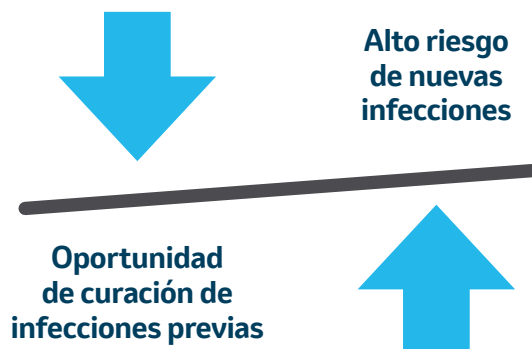 Alto riesgo
de nuevas
infecciones
Oportunidad
de curación de
infecciones previas